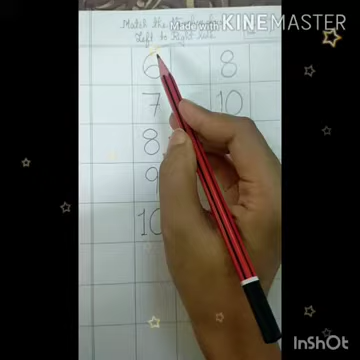 Match the
Made with KINEMASTER
Left to Right side
6 8
7 10
8
9
10
InShOt